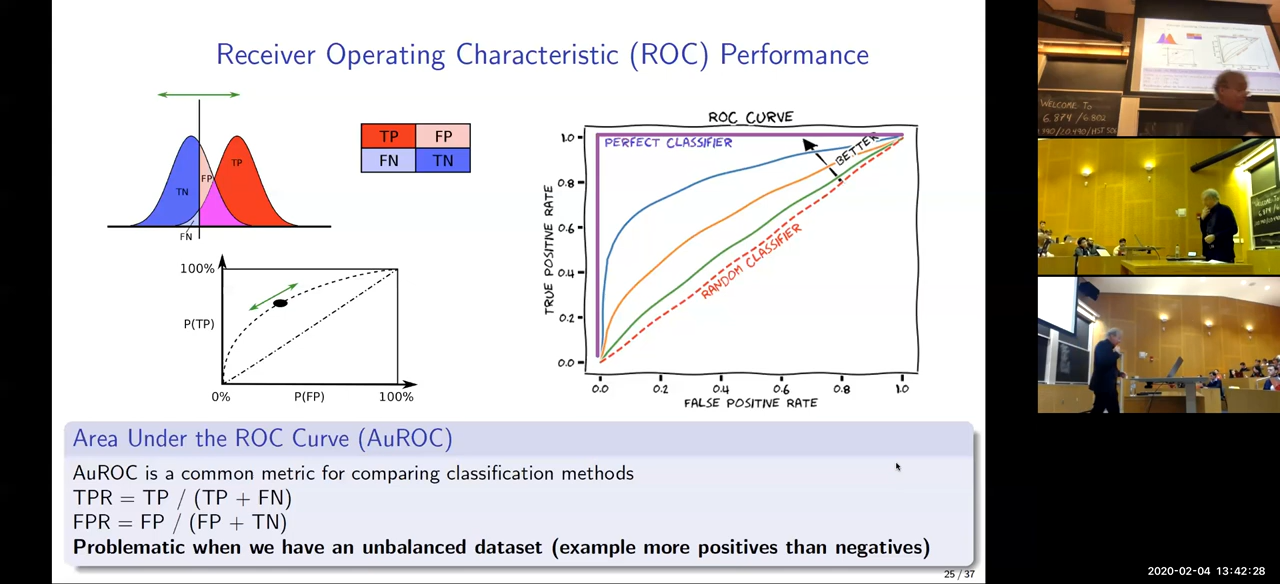 Receiver Operating Characteristic (ROC) Performance
TN
FP
TP
FN
TP FP
FN TN
100%
P(TP)
0% P(FP) 100%
ROC CURVE
PERFECT CLASSIFIER
BETTER
RANDOM CLASSIFIER
TRUE POSITIVE RATE
1.0
0.8
0.6
0.4
0.2
0.0
0.0 0.2 0.4 0.6 0.8 1.0
FALSE POSITIVE RATE
Area Under the ROC Curve (AuROC)
AuROC is a common metric for comparing classification methods
TPR = TP / (TP + FN)
FPR = FP / (FP + TN)
Problematic when we have an unbalanced dataset (example more positives than negatives)
25 / 37
WELCOME TO
6.874 /6.802
2020-02-04 13:42:28